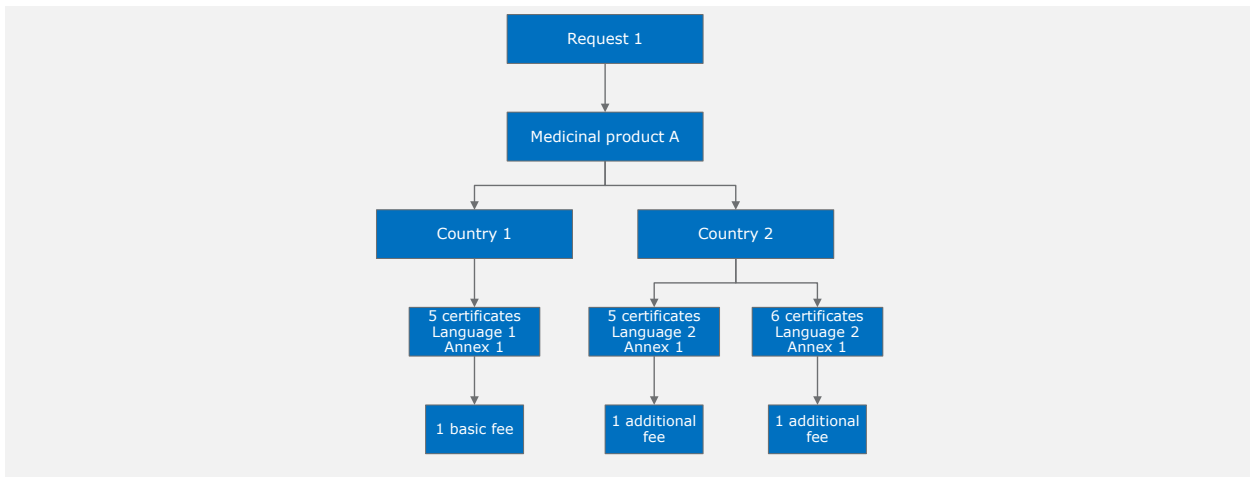 Request 1
Medicinal product A
Country 1
Country 2
5 certificates
Language 1
Annex 1
5 certificates
Language 2
Annex 1
6 certificates
Language 2
Annex 1
1 basic fee
1 additional
fee
1 additional
fee